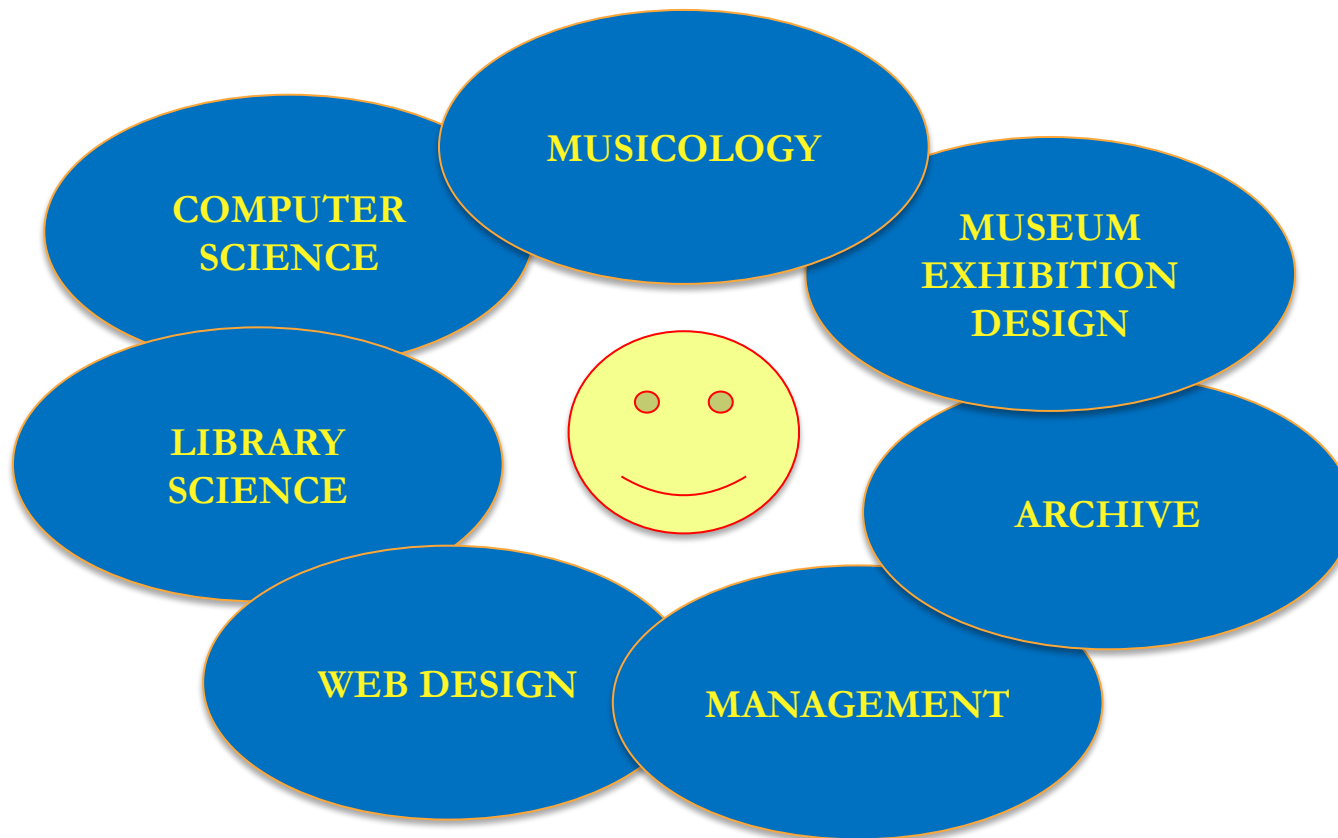 MUSICOLOGY
COMPUTER
SCIENCE
MUSEUM
EXHIBITION
DESIGN
LIBRARY
SCIENCE
ARCHIVE
WEB DESIGN
MANAGEMENT